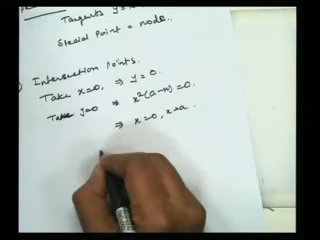 Tangents y =
Special Point = node.
Intersection Points.
Take x=0, ⇒ y = 0.
Take y=0 ⇒ x²(a-x) = 0.
⇒ x=0, x=a.